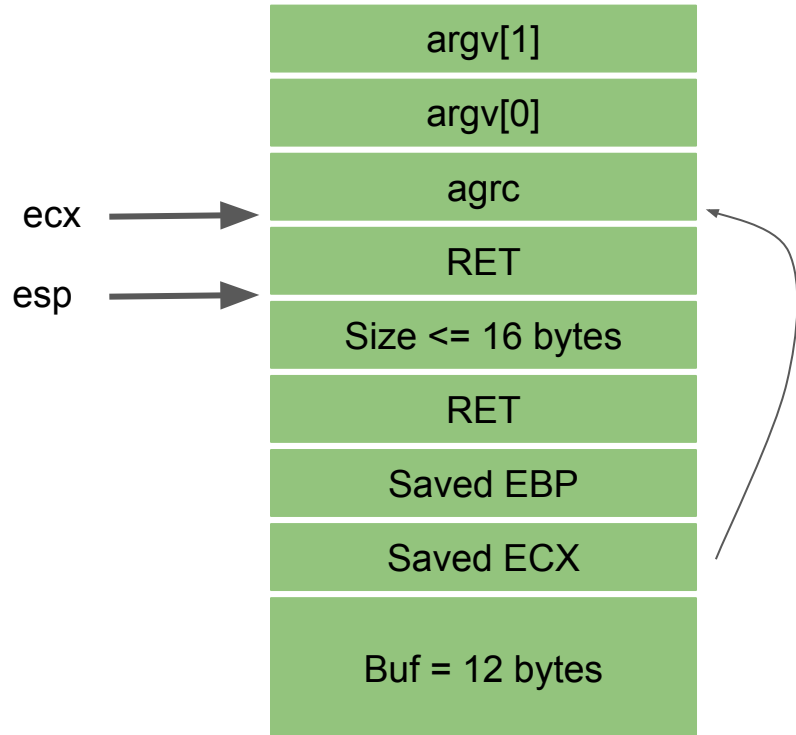 argv[1]
argv[0]
agrc
ecx
RET
esp
Size <= 16 bytes
RET
Saved EBP
Saved ECX
Buf = 12 bytes